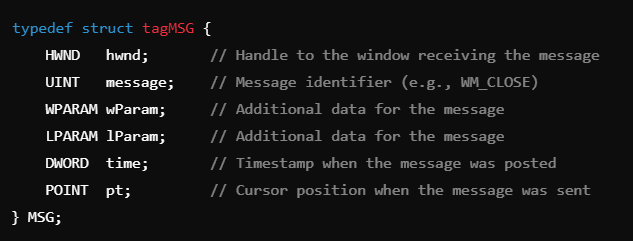 typedef struct tagMSG {
    HWND   hwnd;       // Handle to the window receiving the message
    UINT   message;    // Message identifier (e.g., WM_CLOSE)
    WPARAM wParam;     // Additional data for the message
    LPARAM lParam;     // Additional data for the message
    DWORD  time;       // Timestamp when the message was posted
    POINT  pt;         // Cursor position when the message was sent
} MSG;